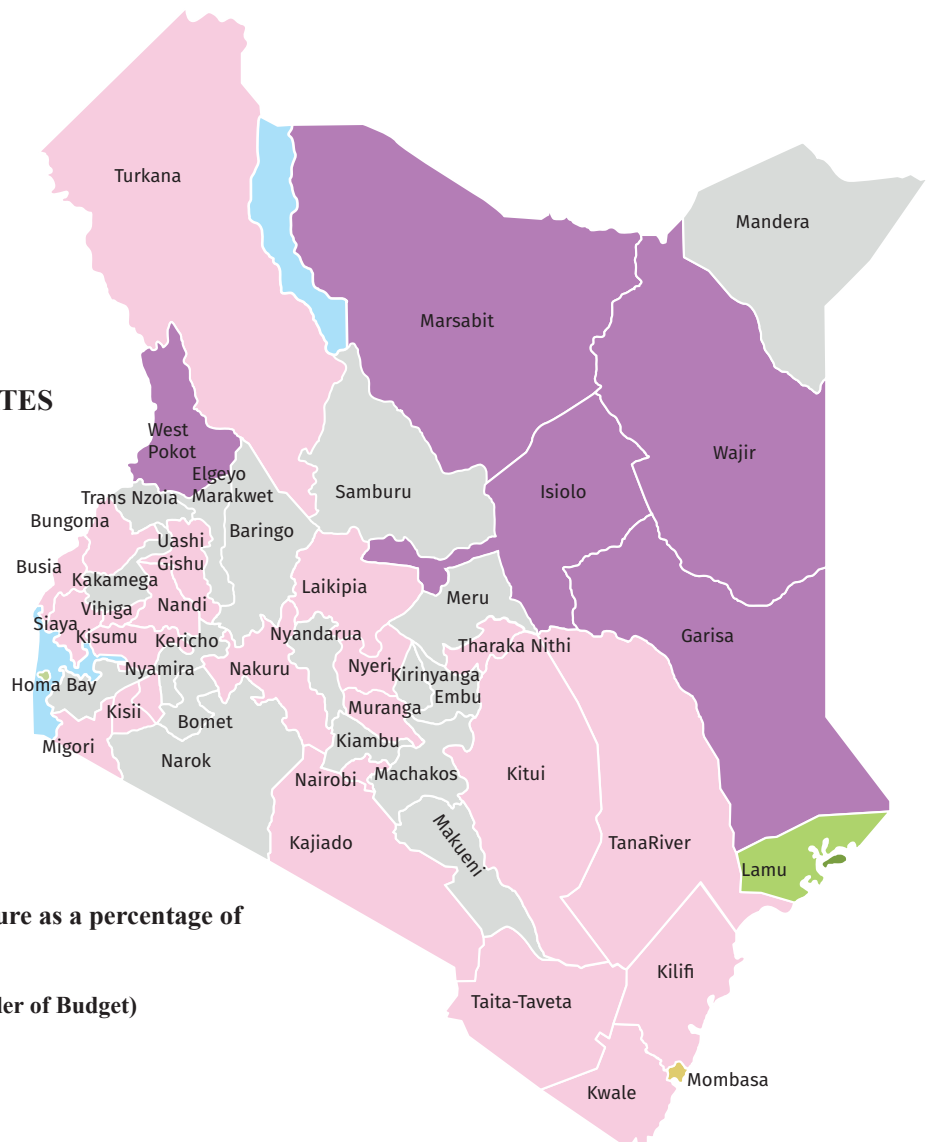 Turkana
Mandera
Marsabit
TES
West
Pokot
Wajir
Elgeyo
Marakwet
Trans Nzoia
Samburu
Isiolo
Bungoma
Baringo
Uashi
Gishu
Busia
Kakamega
Laikipia
Meru
Vihiga
Nandi
Siaya
Kisumu
Kericho
Nyandarua
Garisa
Tharaka Nithi
Nyamira
Nakuru
Nyeri
Kirinyanga
Homa Bay
Embu
Kisii
Muranga
Bomet
Migori
Kiambu
Narok
Nairobi
Machakos
Kitui
Kajiado
Makueni
TanaRiver
Lamu
ure as a percentage of
Kilifi
ler of Budget)
Taita-Taveta
Mombasa
Kwale